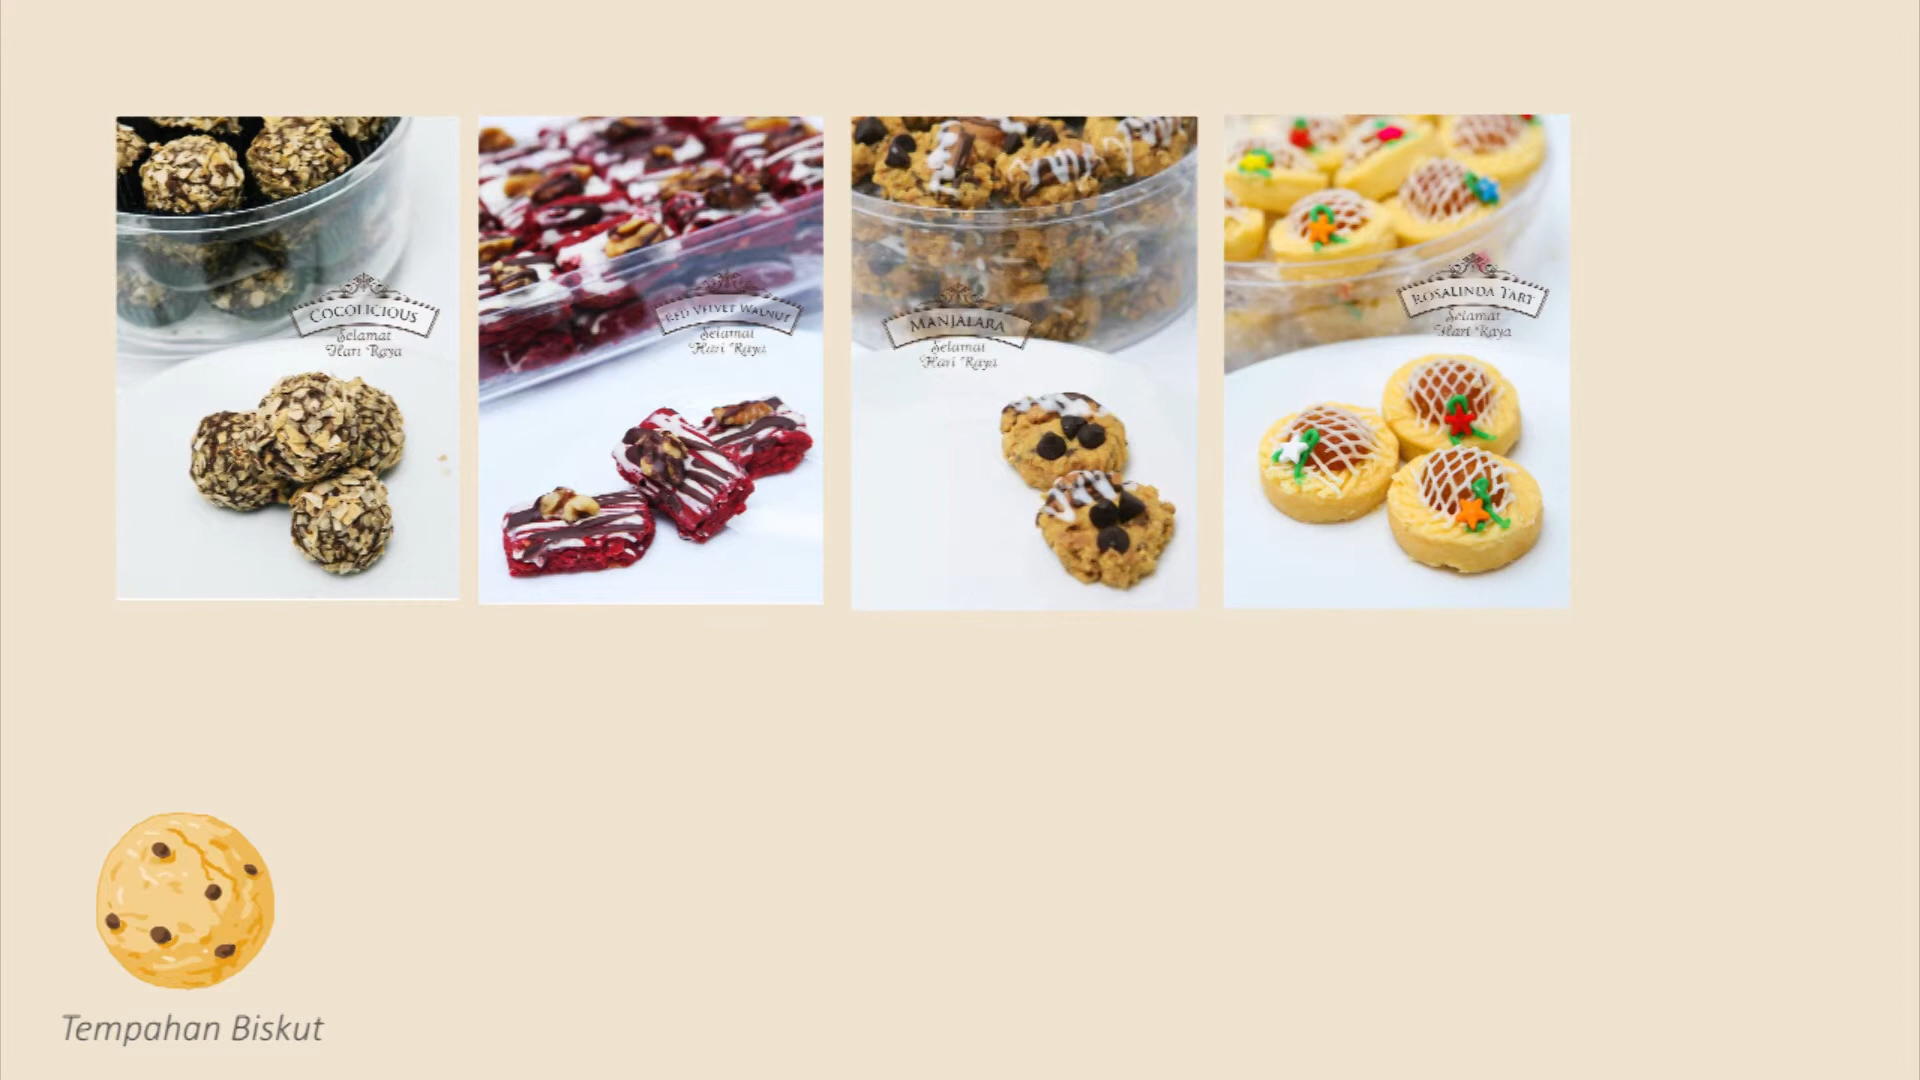 COCOLICIOUS
Selamat
Hari Raya
RED VELVET WALNUT
Selamat
Hari Raya
MANJALARA
Selamat
Hari Raya
ROSALINDA TART
Selamat
Hari Raya
Tempahan Biskut